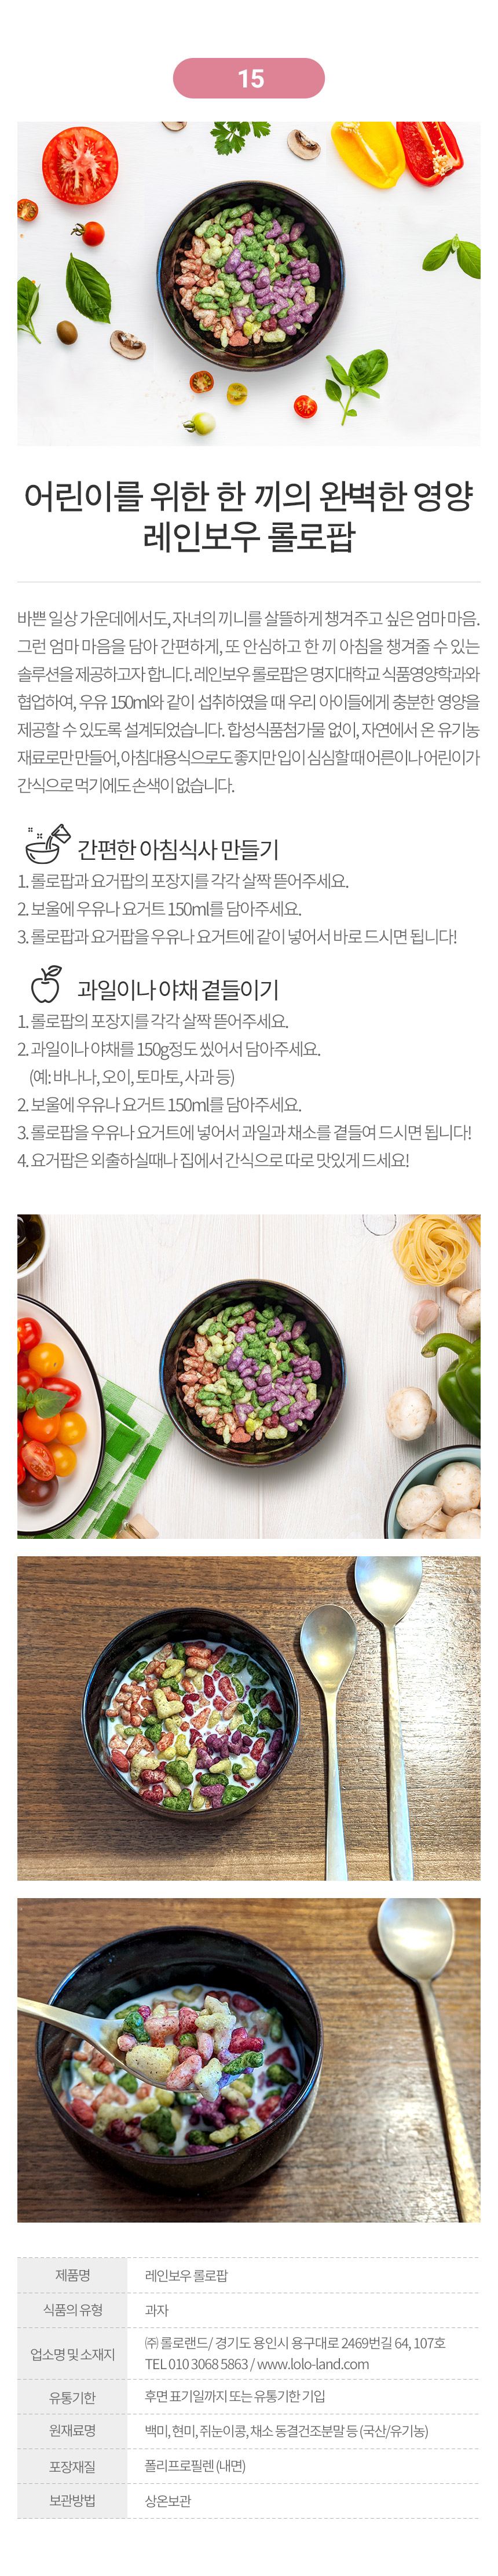 15
어린이를 위한 한 끼의 완벽한 영양
레인보우 롤로팝
바쁜 일상 가운데에서도, 자녀의 끼니를 살뜰하게 챙겨주고 싶은 엄마 마음.
그런 엄마 마음을 담아 간편하게, 또 안심하고 한 끼 아침을 챙겨줄 수 있는
솔루션을 제공하고자 합니다. 레인보우 롤로팝은 명지대학교 식품영양학과와
협업하여, 우유 150ml와 같이 섭취하였을 때 우리 아이들에게 충분한 영양을
제공할 수 있도록 설계되었습니다. 합성식품첨가물 없이, 자연에서 온 유기농
재료로만 만들어, 아침대용식으로도 좋지만 입이 심심할 때 어른이나 어린이가
간식으로 먹기에도 손색이 없습니다.
간편한 아침식사 만들기
1. 롤로팝과 요거팝의 포장지를 각각 살짝 뜯어주세요.
2. 보울에 우유나 요거트 150ml를 담아주세요.
3. 롤로팝과 요거팝을 우유나 요거트에 같이 넣어서 바로 드시면 됩니다!
과일이나 야채 곁들이기
1. 롤로팝의 포장지를 각각 살짝 뜯어주세요.
2. 과일이나 야채를 150g정도 씻어서 담아주세요.
(예: 바나나, 오이, 토마토, 사과 등)
2. 보울에 우유나 요거트 150ml를 담아주세요.
3. 롤로팝을 우유나 요거트에 넣어서 과일과 채소를 곁들여 드시면 됩니다!
4. 요거팝은 외출하실때나 집에서 간식으로 따로 맛있게 드세요!
제품명 레인보우 롤로팝
식품의 유형 과자
업소명 및 소재지 ㈜ 롤로랜드/ 경기도 용인시 용구대로 2469번길 64, 107호
TEL 010 3068 5863 / www.lolo-land.com
유통기한 후면 표기일까지 또는 유통기한 기입
원재료명 백미, 현미, 쥐눈이콩, 채소 동결건조분말 등 (국산/유기농)
포장재질 폴리프로필렌 (내면)
보관방법 상온보관